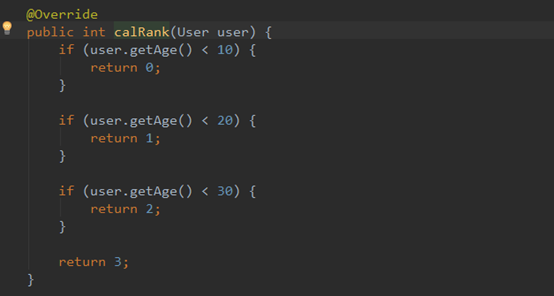 @Override
public int calRank(User user) {
    if (user.getAge() < 10) {
        return 0;
    }

    if (user.getAge() < 20) {
        return 1;
    }

    if (user.getAge() < 30) {
        return 2;
    }

    return 3;
}